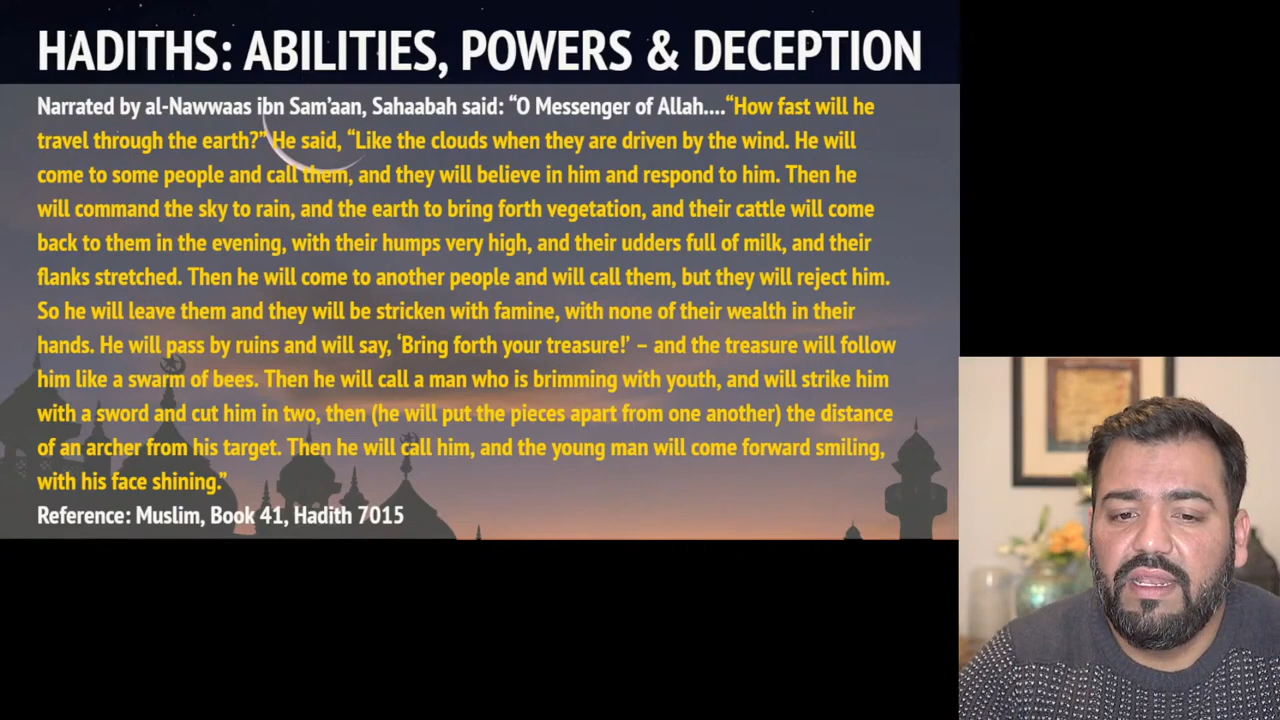 HADITHS: ABILITIES, POWERS & DECEPTION
Narrated by al-Nawwaas ibn Sam’aan, Sahaabah said: “O Messenger of Allah....“How fast will he
travel through the earth?” He said, “Like the clouds when they are driven by the wind. He will
come to some people and call them, and they will believe in him and respond to him. Then he
will command the sky to rain, and the earth to bring forth vegetation, and their cattle will come
back to them in the evening, with their humps very high, and their udders full of milk, and their
flanks stretched. Then he will come to another people and will call them, but they will reject him.
So he will leave them and they will be stricken with famine, with none of their wealth in their
hands. He will pass by ruins and will say, ‘Bring forth your treasure!’ – and the treasure will follow
him like a swarm of bees. Then he will call a man who is brimming with youth, and will strike him
with a sword and cut him in two, then (he will put the pieces apart from one another) the distance
of an archer from his target. Then he will call him, and the young man will come forward smiling,
with his face shining.”
Reference: Muslim, Book 41, Hadith 7015